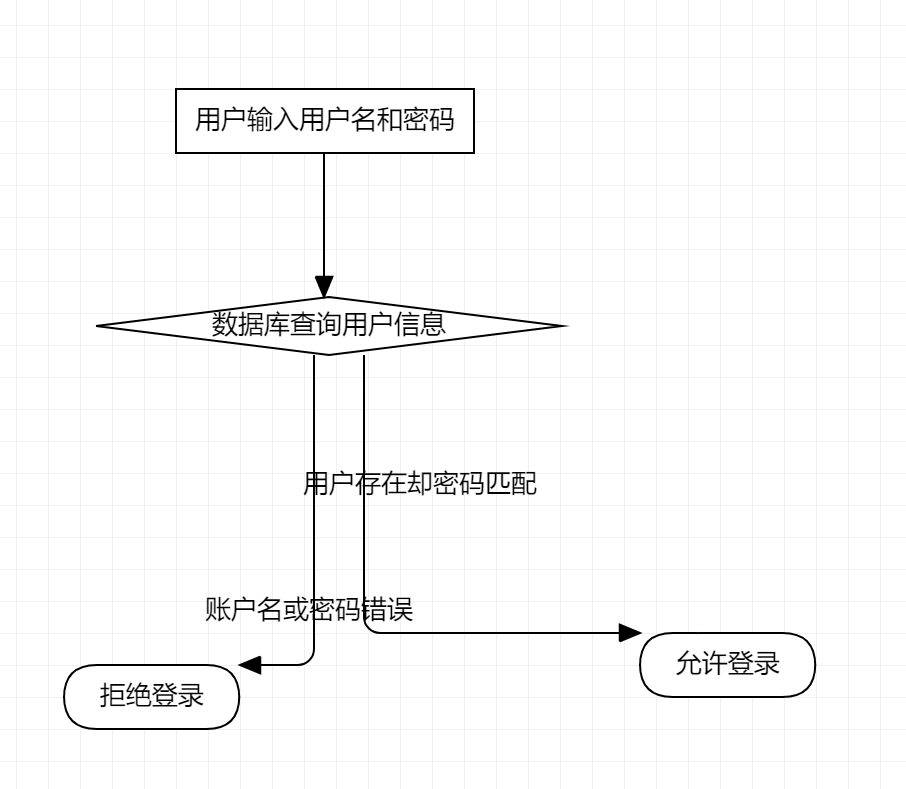 用户输入用户名和密码
数据库查询用户信息
用户存在却密码匹配
账户名或密码错误
允许登录
拒绝登录